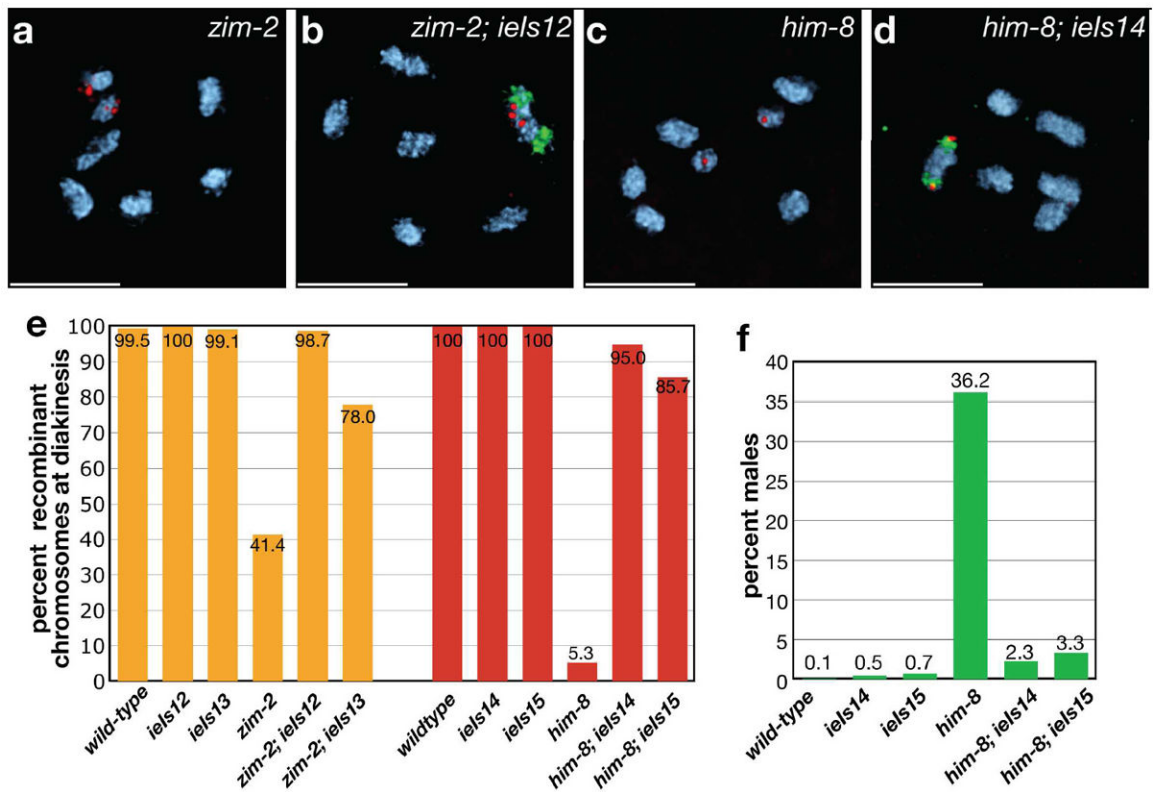 a
zim-2
b
zim-2; ieIs12
c
him-8
d
him-8; ieIs14
e
percent recombinant
chromosomes at diakinesis
100
90
80
70
60
50
40
30
20
10
0
99.5
100
99.1
41.4
98.7
78.0
100
100
100
5.3
95.0
85.7
wild-type
ieIs12
ieIs13
zim-2
zim-2; ieIs12
zim-2; ieIs13
wildtype
ieIs14
ieIs15
him-8
him-8; ieIs14
him-8; ieIs15
f
percent males
40
35
30
25
20
15
10
5
0
0.1
0.5
0.7
36.2
2.3
3.3
wild-type
ieIs14
ieIs15
him-8
him-8; ieIs14
him-8; ieIs15